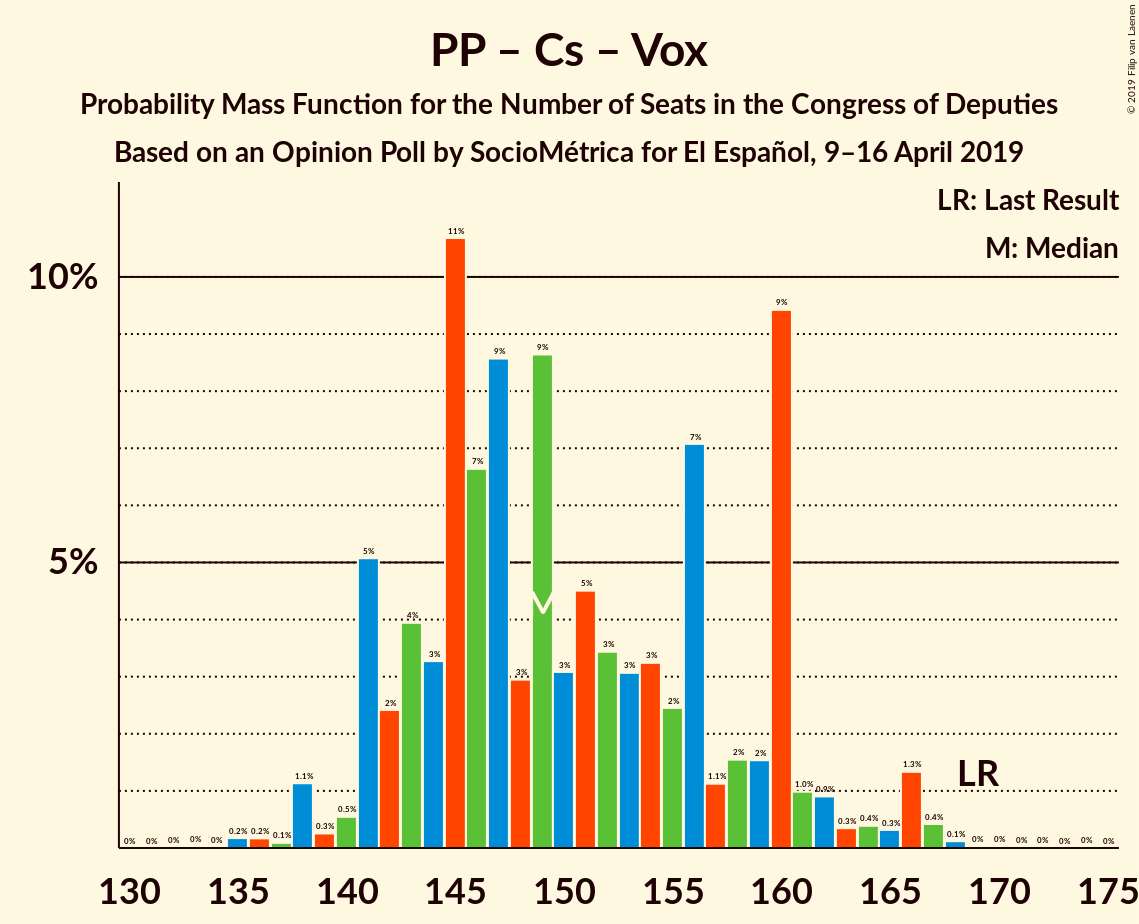 PP – Cs – Vox
Probability Mass Function for the Number of Seats in the Congress of Deputies
Based on an Opinion Poll by SocioMétrica for El Español, 9–16 April 2019
© 2019 Filip van Laenen
LR: Last Result
M: Median
10%
5%
0% 0% 0% 0% 0% 0.2% 0.2% 0.1% 1.1% 0.3% 0.5% 5% 2% 4% 3% 11% 7% 9% 3% 9% 3% 5% 3% 3% 3% 2% 7% 1.1% 2% 2% 9% 1.0% 0.9% 0.3% 0.4% 0.3% 1.3% 0.4% 0.1% 0% 0% 0% 0% 0% 0% 0%
M
LR
130 135 140 145 150 155 160 165 170 175